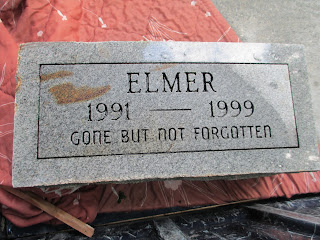 ELMER
1991 — 1999
GONE BUT NOT FORGOTTEN